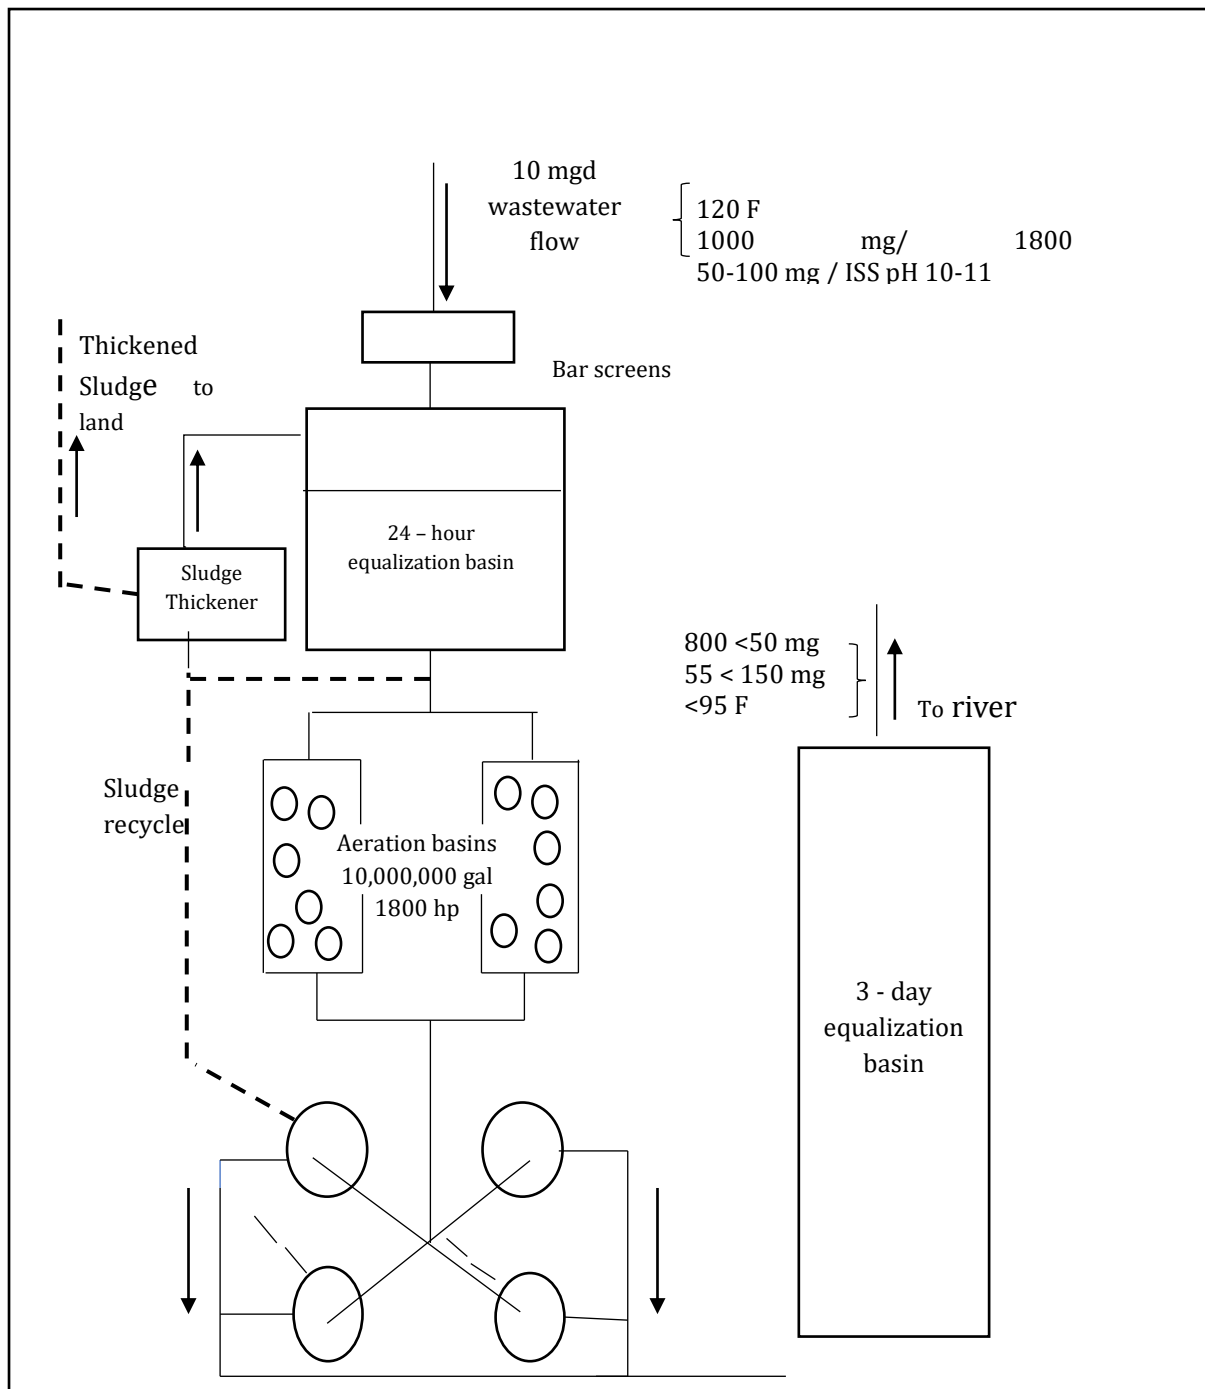 10 mgd
wastewater
flow
120 F
1000 mg/ 1800
50-100 mg / ISS pH 10-11
Bar screens
Thickened
Sludge to
land
24 – hour
equalization basin
Sludge
Thickener
800 <50 mg
55 < 150 mg
<95 F
To river
Sludge
recycle
Aeration basins
10,000,000 gal
1800 hp
3 - day
equalization
basin